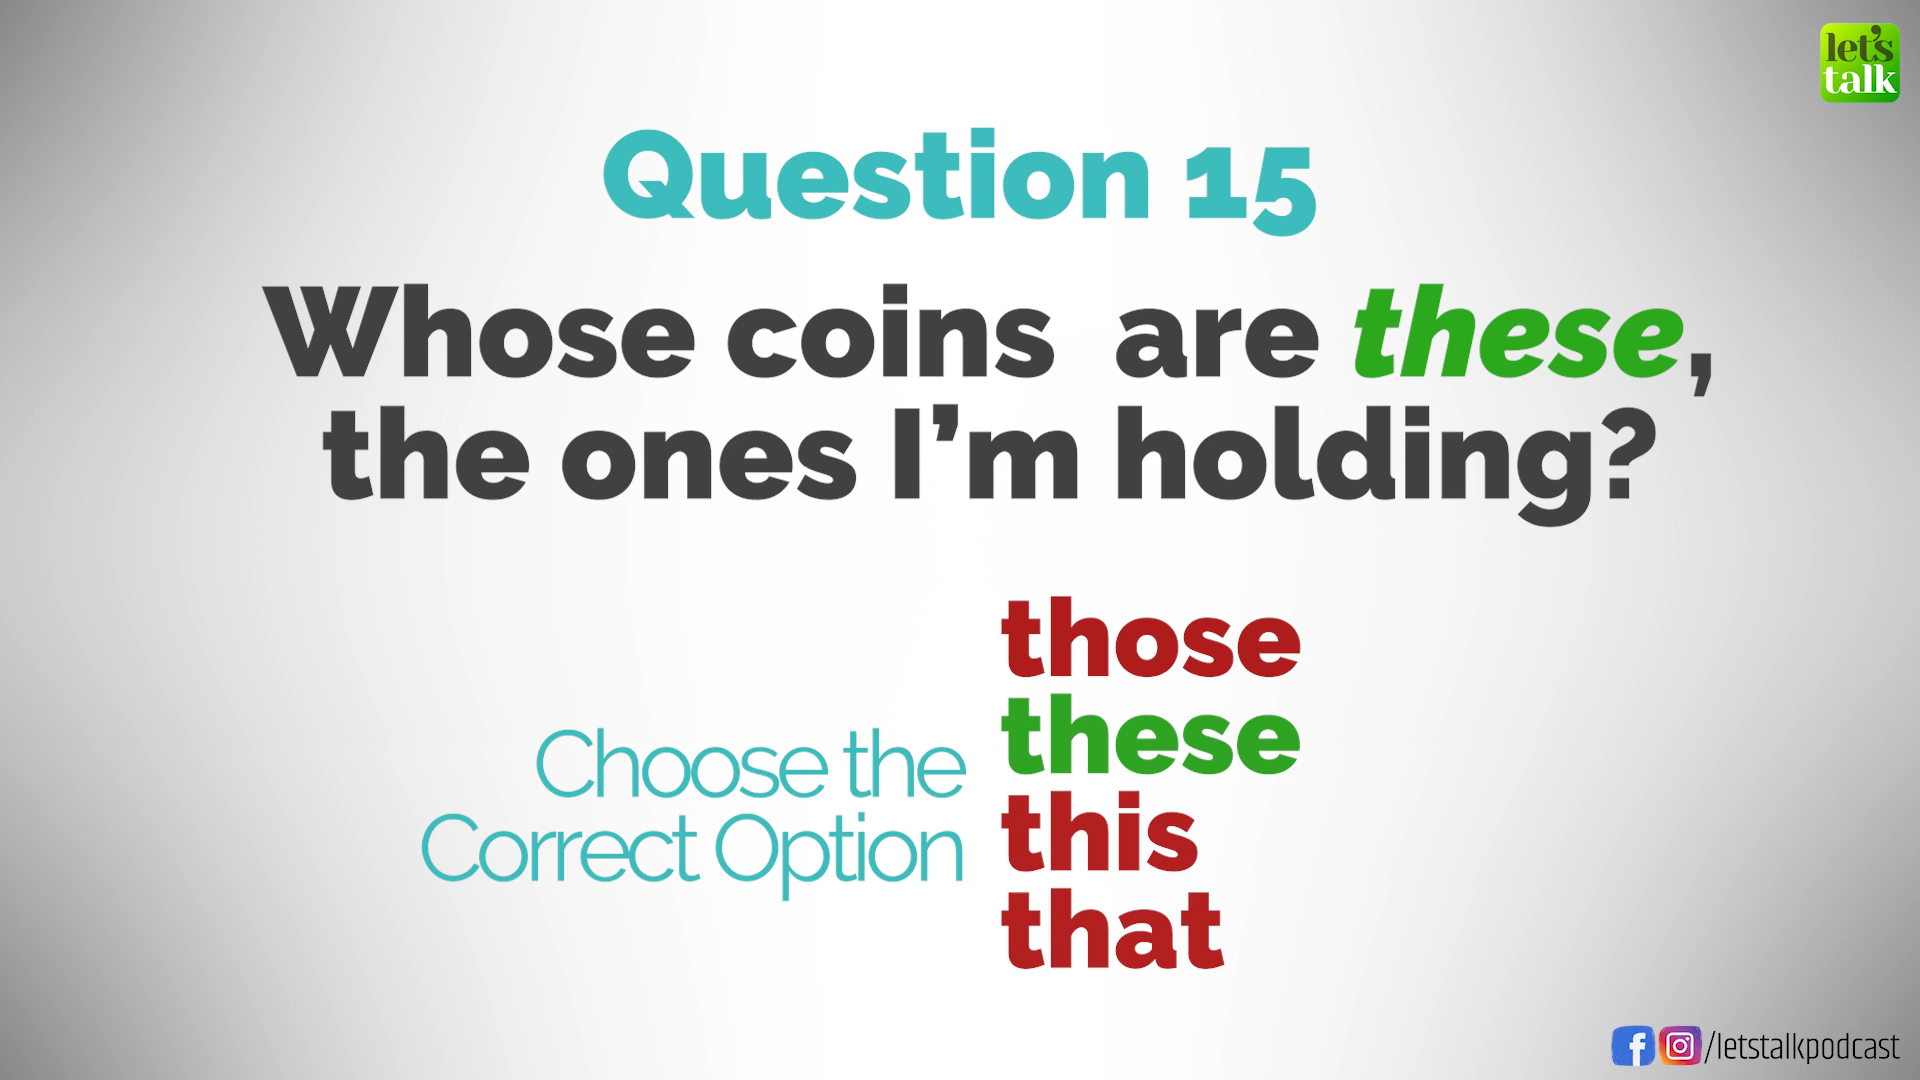 let's
talk
Question 15
Whose coins are these,
the ones I'm holding?
Choose the
Correct Option
those
these
this
that
/letstalkpodcast